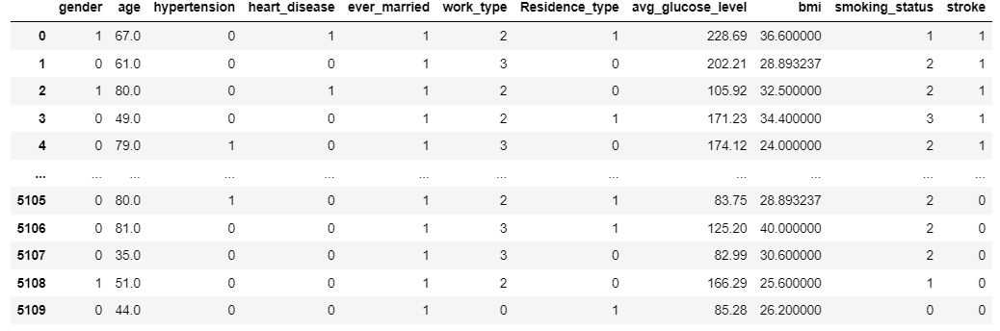 gender age hypertension heart_disease ever_married work_type Residence_type avg_glucose_level bmi smoking_status stroke
0 1 67.0 0 1 1 2 1 228.69 36.600000 1 1
1 0 61.0 0 0 1 3 0 202.21 28.893237 2 1
2 1 80.0 0 1 1 2 0 105.92 32.500000 2 1
3 0 49.0 0 0 1 2 1 171.23 34.400000 3 1
4 0 79.0 1 0 1 3 0 174.12 24.000000 2 1
... ... ... ... ... ... ... ... ... ... ... ...
5105 0 80.0 1 0 1 2 1 83.75 28.893237 2 0
5106 0 81.0 0 0 1 3 1 125.20 40.000000 2 0
5107 0 35.0 0 0 1 3 0 82.99 30.600000 2 0
5108 1 51.0 0 0 1 2 0 166.29 25.600000 1 0
5109 0 44.0 0 0 1 0 1 85.28 26.200000 0 0